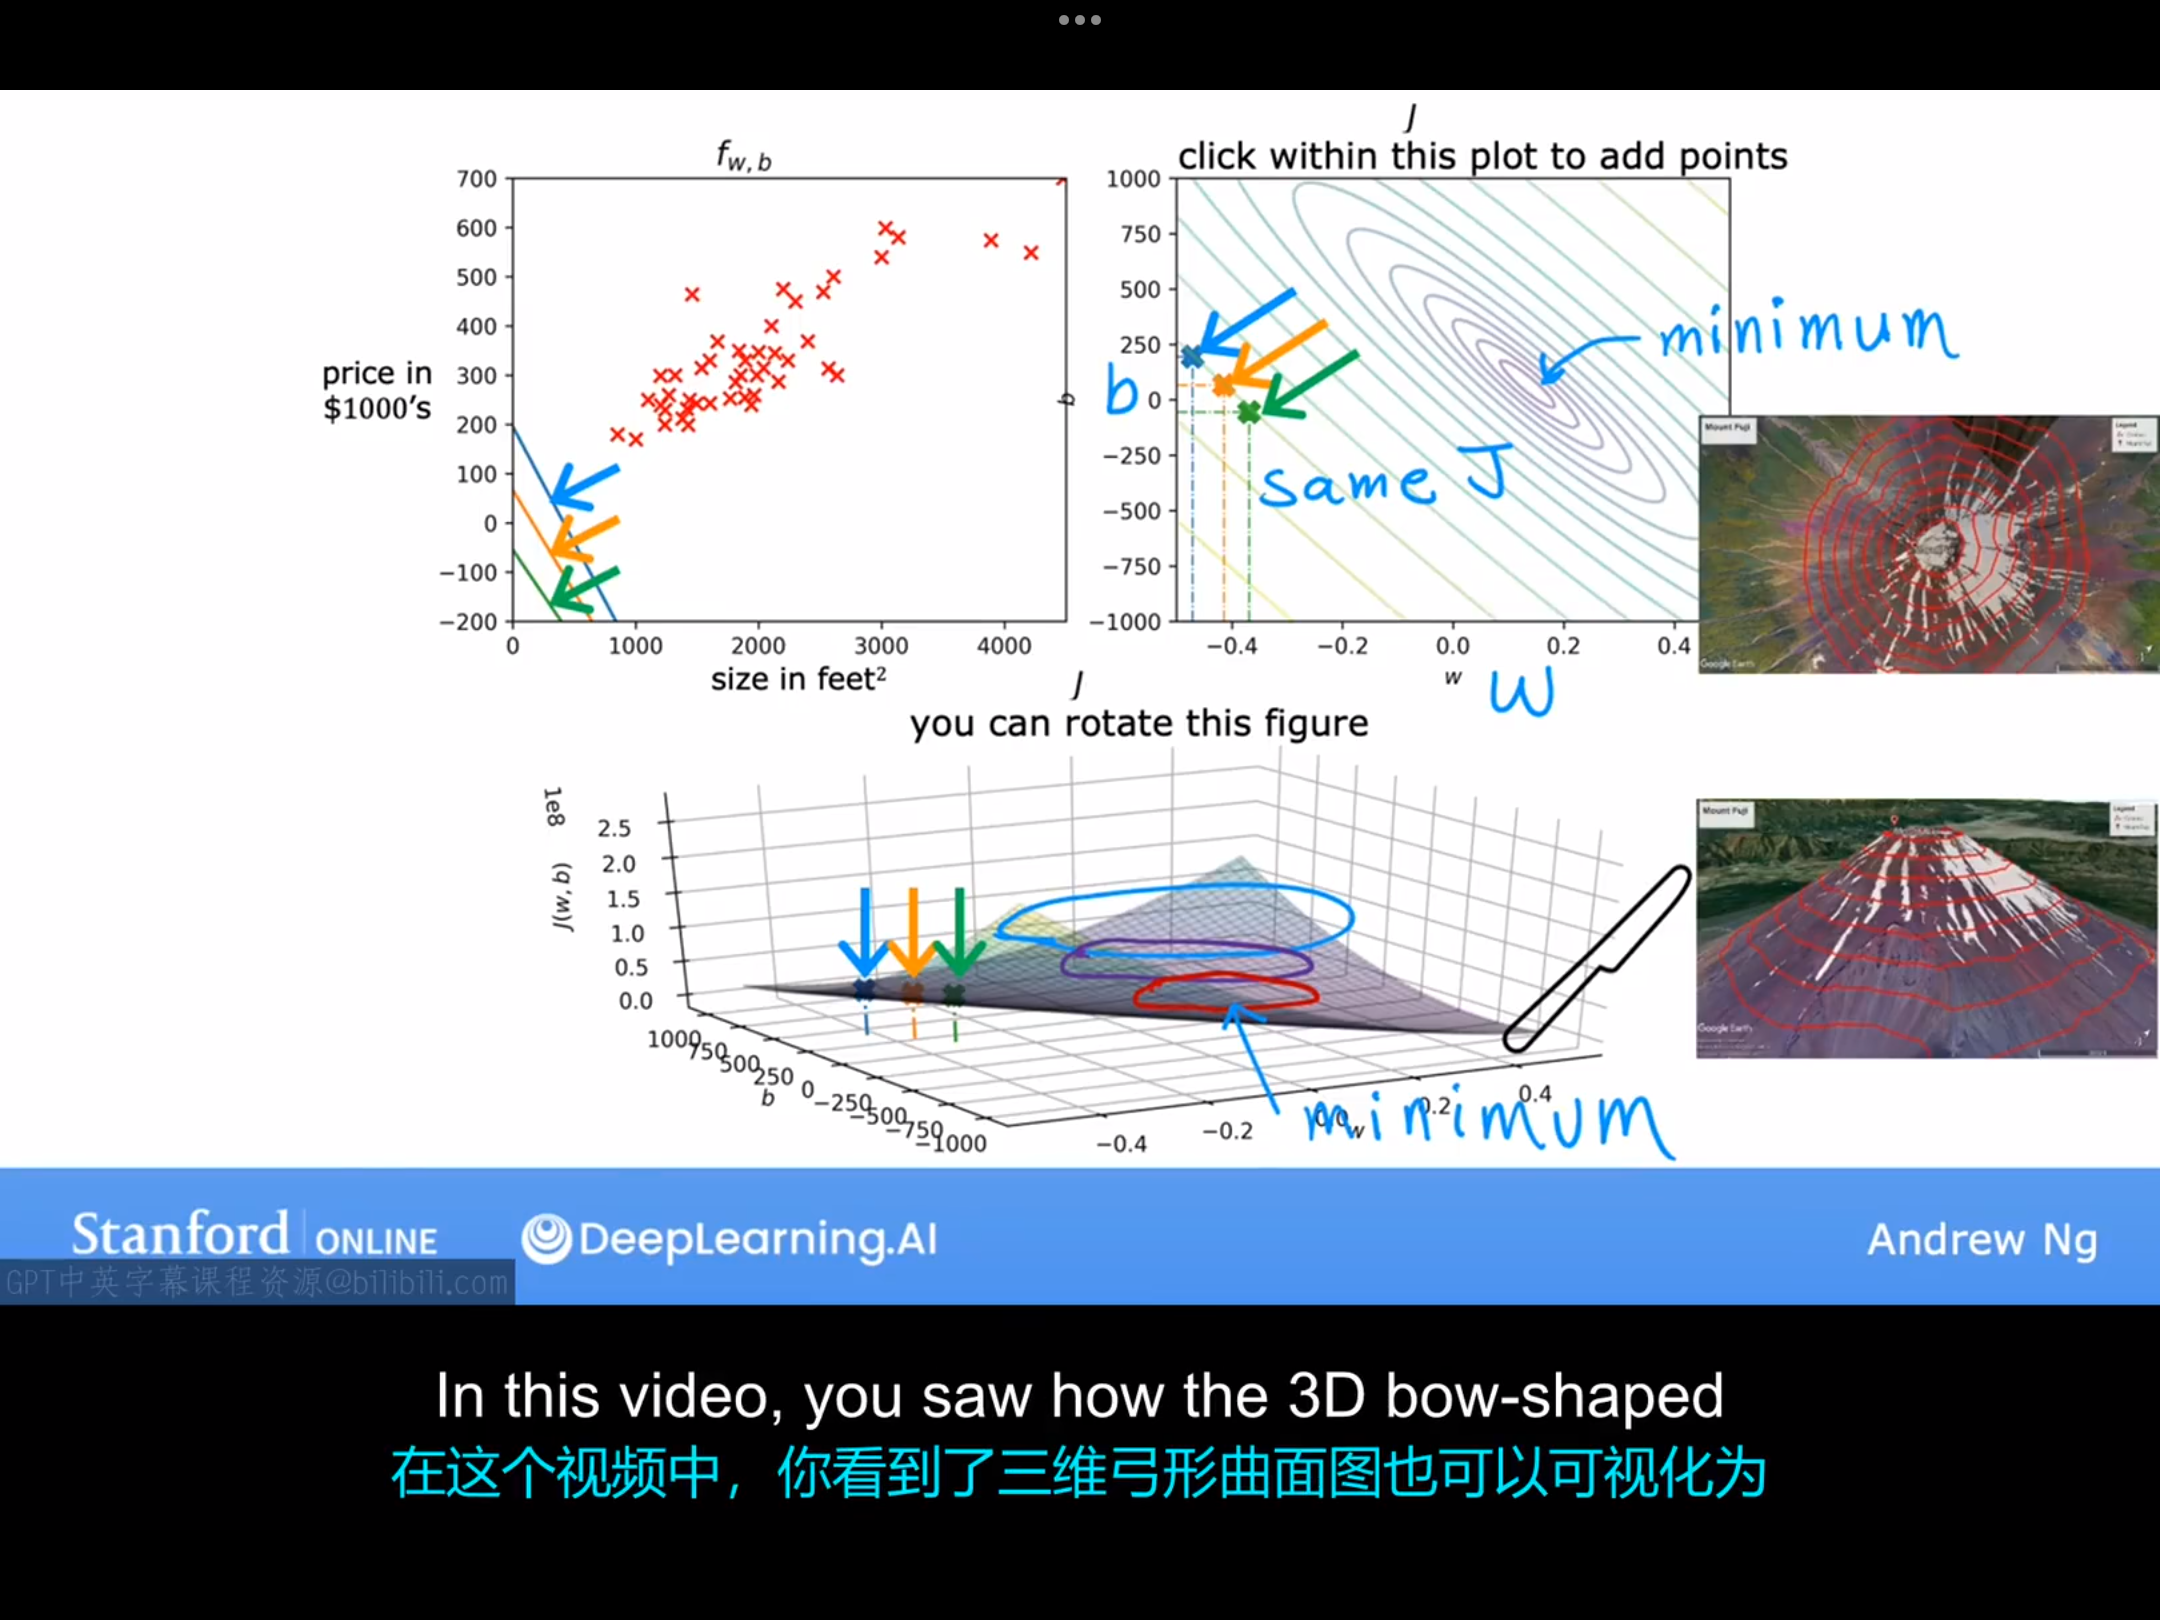 J
click within this plot to add points
f w, b
700
600
500
400
300
200
100
0
−100
−200
price in
$1000's
0 1000 2000 3000 4000
size in feet²
1000
750
500
250
0
−250
−500
−750
−1000
b
b
minimum
same J
−0.4 −0.2 0.0 0.2 0.4
w
W
Mount Fuji
Legend
Google Earth
J
you can rotate this figure
1e8
J(w, b)
2.5
2.0
1.5
1.0
0.5
0.0
1000
750
500
250
0
−250
−500
−750
−1000
b
−0.4 −0.2 0.0 0.2 0.4
w
minimum
Mount Fuji
Legend
Google Earth
Stanford ONLINE DeepLearning.AI Andrew Ng
GPT中英字幕课程资源@bilibili.com
In this video, you saw how the 3D bow-shaped
在这个视频中，你看到了三维弓形曲面图也可以可视化为